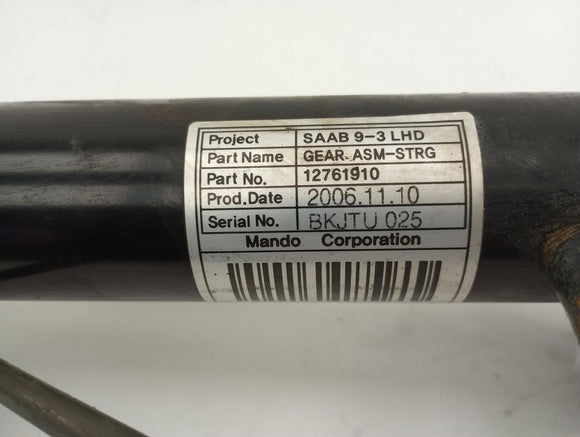 Project SAAB 9-3 LHD
Part Name GEAR. ASM-STRG
Part No. 12761910
Prod.Date 2006.11.10
Serial No. BKJTU 025
Mando Corporation